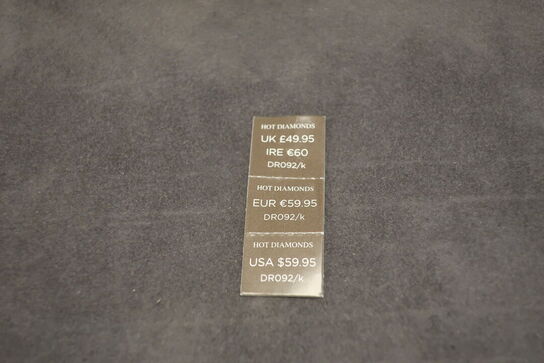 HOT DIAMONDS
UK £49.95
IRE €60
DR092/k
HOT DIAMONDS
EUR €59.95
DR092/k
HOT DIAMONDS
USA $59.95
DR092/k